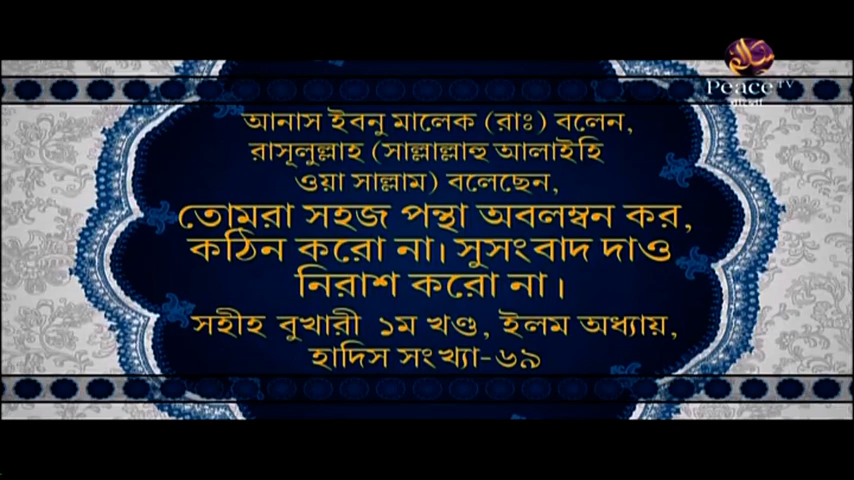 Peace TV
বাংলা
আনাস ইবনু মালেক (রাঃ) বলেন,
রাসূলুল্লাহ (সাল্লাল্লাহু আলাইহি
ওয়া সাল্লাম) বলেছেন,
তোমরা সহজ পন্থা অবলম্বন কর,
কঠিন করো না। সুসংবাদ দাও
নিরাশ করো না।
সহীহ বুখারী ১ম খণ্ড, ইলম অধ্যায়,
হাদিস সংখ্যা-৬৯